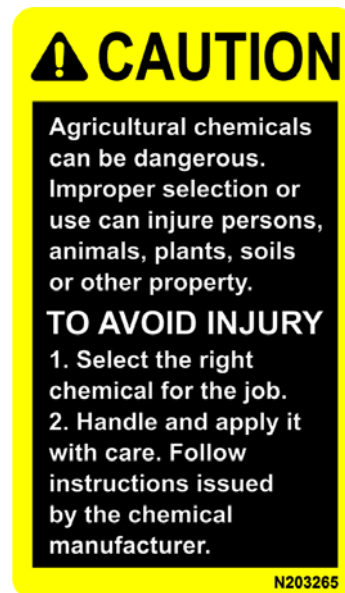 CAUTION
Agricultural chemicals
can be dangerous.
Improper selection or
use can injure persons,
animals, plants, soils
or other property.
TO AVOID INJURY
1. Select the right
chemical for the job.
2. Handle and apply it
with care. Follow
instructions issued
by the chemical
manufacturer.
N203265